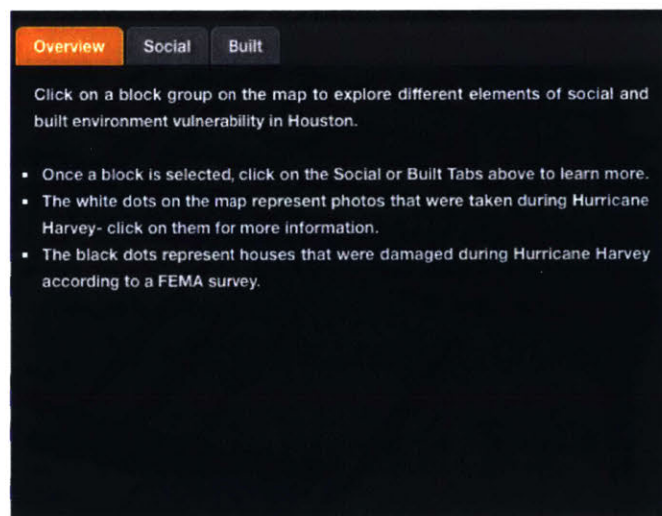 Overview Social Built
Click on a block group on the map to explore different elements of social and
built environment vulnerability in Houston.
▪ Once a block is selected, click on the Social or Built Tabs above to learn more.
▪ The white dots on the map represent photos that were taken during Hurricane
Harvey- click on them for more information.
▪ The black dots represent houses that were damaged during Hurricane Harvey
according to a FEMA survey.